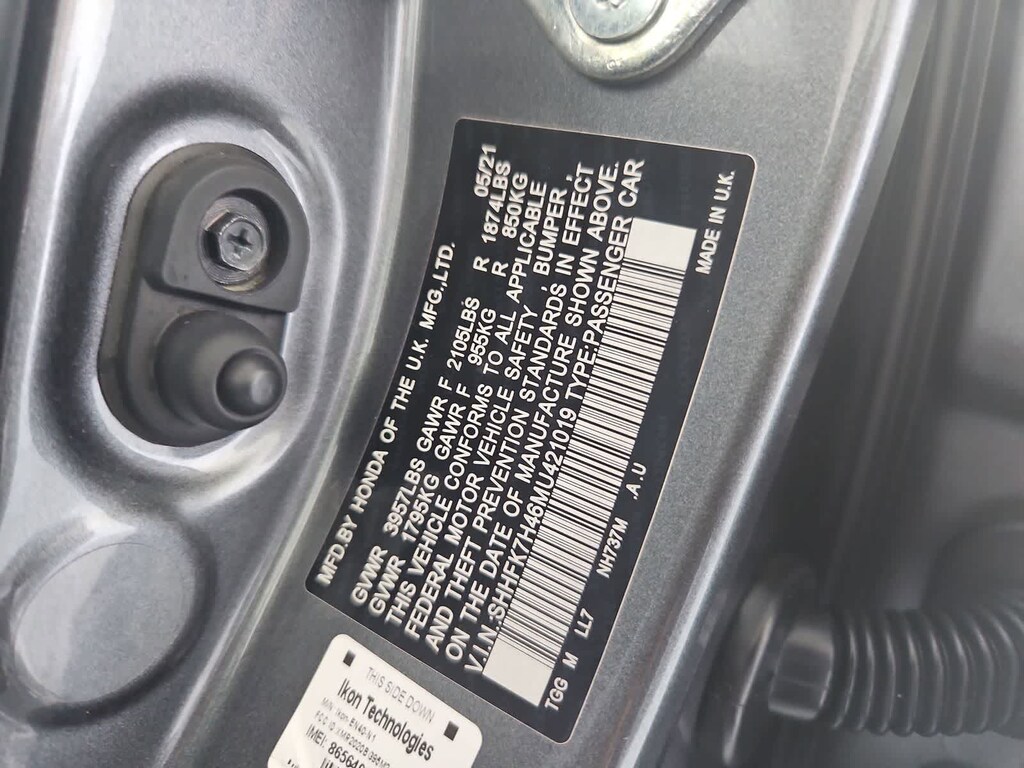 MFD.BY HONDA OF THE U.K. MFG.,LTD. 05/21
GVWR 3957LBS GAWR F 2105LBS R 1874LBS
GVWR 1795KG GAWR F 955KG R 850KG
THIS VEHICLE CONFORMS TO ALL APPLICABLE
FEDERAL MOTOR VEHICLE SAFETY, BUMPER,
AND THEFT PREVENTION STANDARDS IN EFFECT
ON THE DATE OF MANUFACTURE SHOWN ABOVE.
V.I.N.:SHHFK7H46MU421019 TYPE:PASSENGER CAR
NH737M .A.U MADE IN U.K.
TGG M LL7
THIS SIDE DOWN
Ikon Technologies